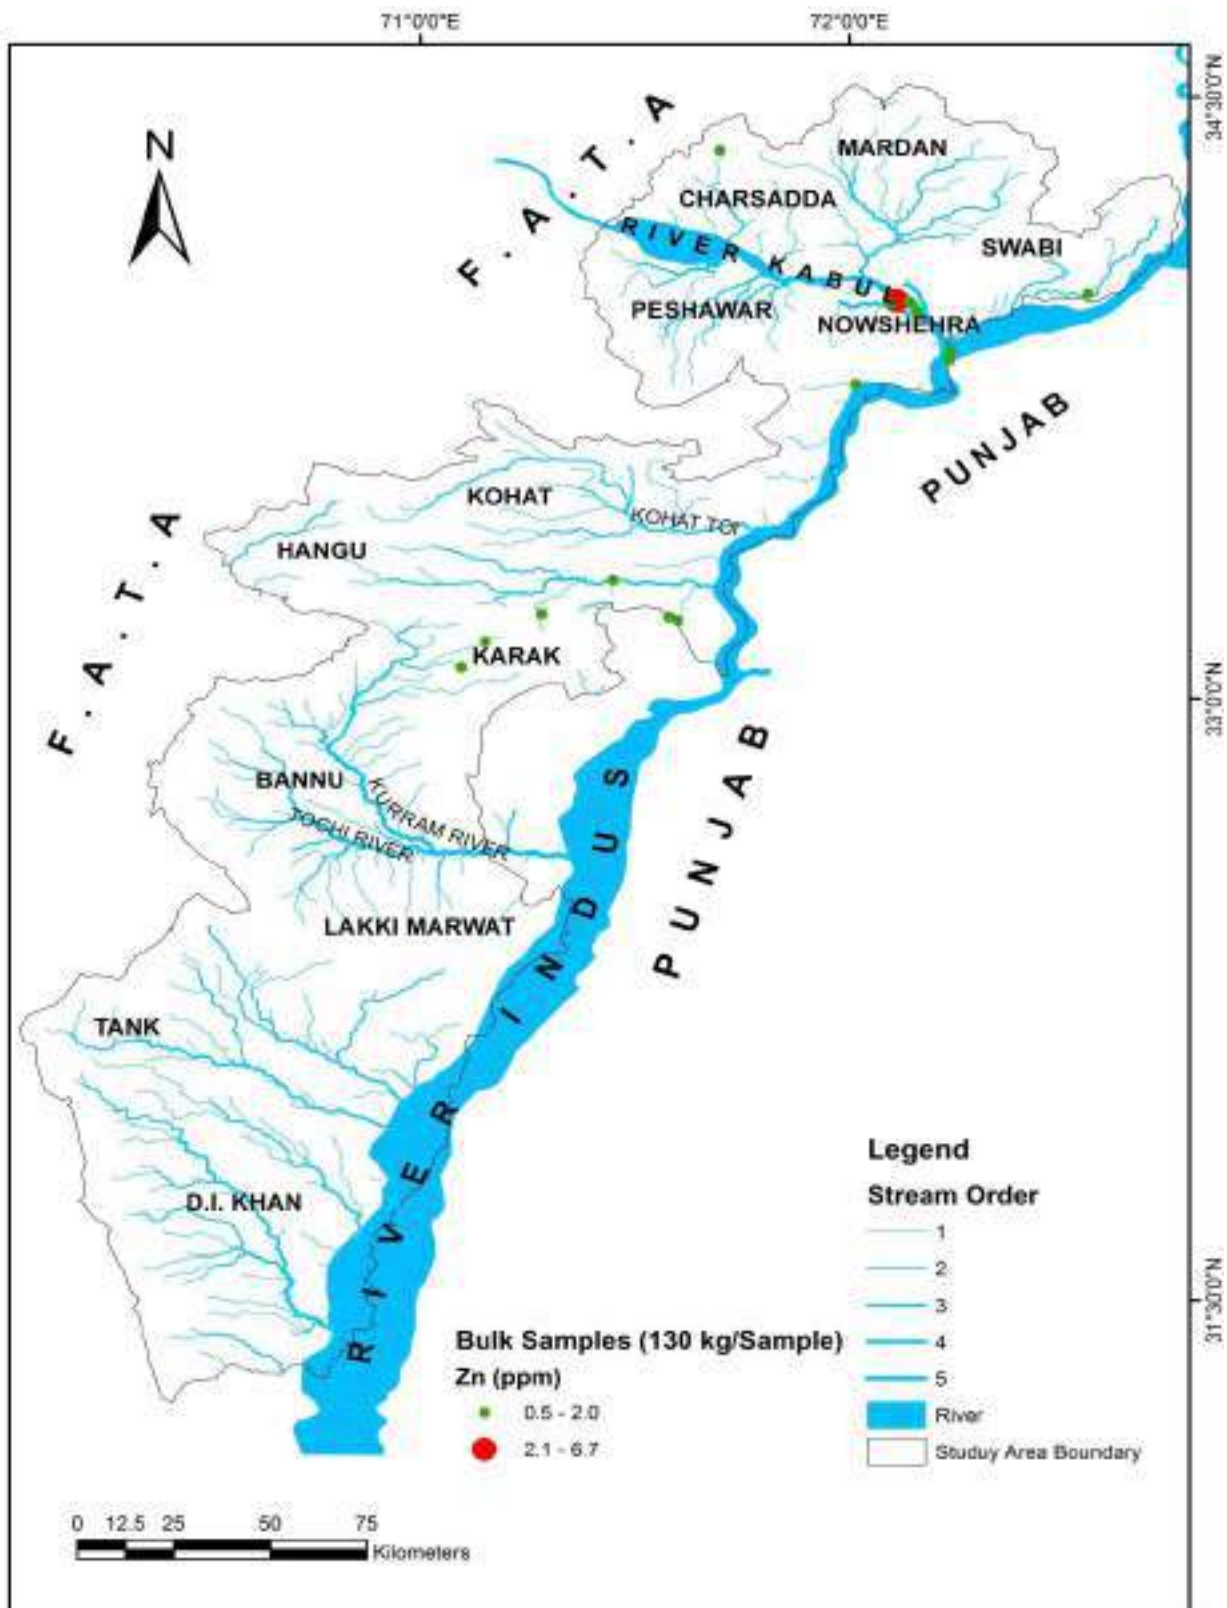 71°0'0"E
72°0'0"E
34°30'0"N
N
F.A.T.A
MARDAN
CHARSADDA
RIVER KABUL
SWABI
PESHAWAR
NOWSHEHRA
PUNJAB
KOHAT
KOHAT TOI
HANGU
F.A.T.A
KARAK
33°0'0"N
BANNU
KURRAM RIVER
TOCHI RIVER
PUNJAB
LAKKI MARWAT
RIVER INDUS
TANK
D.I. KHAN
31°30'0"N
Legend
Stream Order
1
2
3
4
5
River
Studuy Area Boundary
Bulk Samples (130 kg/Sample)
Zn (ppm)
0.5 - 2.0
2.1 - 6.7
0 12.5 25 50 75
Kilometers